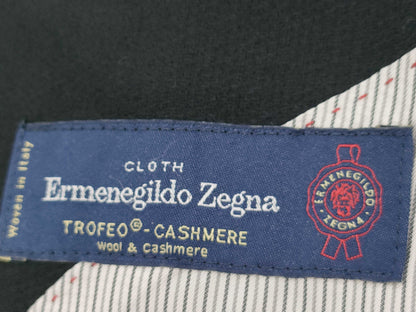 Woven in Italy
CLOTH
Ermenegildo Zegna
TROFEO®-CASHMERE
Wool & Cashmere
ERMENEGILDO
ZEGNA